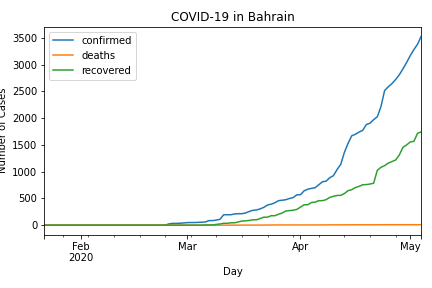 COVID-19 in Bahrain
confirmed
deaths
recovered
3500
3000
2500
2000
1500
1000
500
0
Number of Cases
Feb
2020
Mar
Apr
May
Day